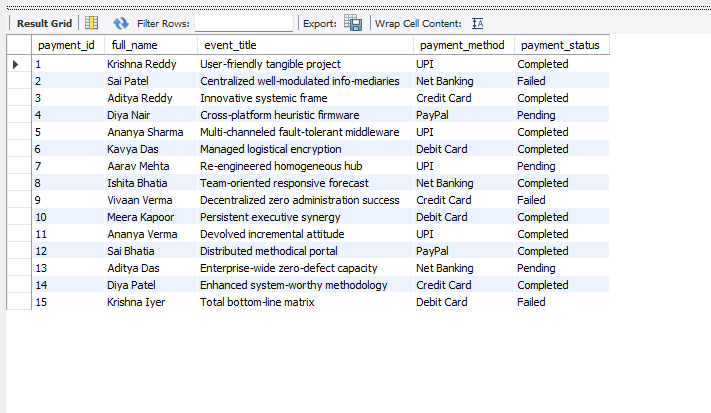 Result Grid Filter Rows: Export: Wrap Cell Content:
payment_id full_name event_title payment_method payment_status
1 Krishna Reddy User-friendly tangible project UPI Completed
2 Sai Patel Centralized well-modulated info-mediaries Net Banking Failed
3 Aditya Reddy Innovative systemic frame Credit Card Completed
4 Diya Nair Cross-platform heuristic firmware PayPal Pending
5 Ananya Sharma Multi-channeled fault-tolerant middleware UPI Completed
6 Kavya Das Managed logistical encryption Debit Card Completed
7 Aarav Mehta Re-engineered homogeneous hub UPI Pending
8 Ishita Bhatia Team-oriented responsive forecast Net Banking Completed
9 Vivaan Verma Decentralized zero administration success Credit Card Failed
10 Meera Kapoor Persistent executive synergy Debit Card Completed
11 Ananya Verma Devolved incremental attitude UPI Completed
12 Sai Bhatia Distributed methodical portal PayPal Completed
13 Aditya Das Enterprise-wide zero-defect capacity Net Banking Pending
14 Diya Patel Enhanced system-worthy methodology Credit Card Completed
15 Krishna Iyer Total bottom-line matrix Debit Card Failed